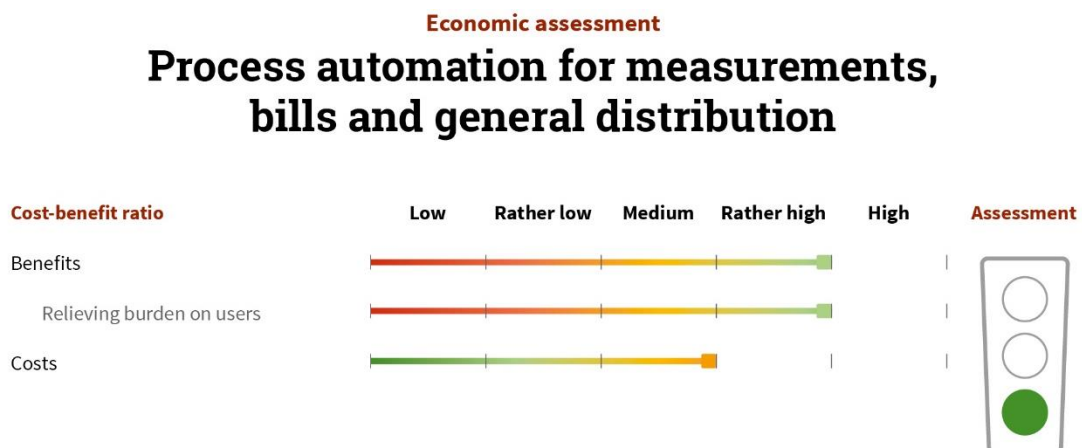 Economic assessment
Process automation for measurements,
bills and general distribution
Cost-benefit ratio Low Rather low Medium Rather high High Assessment
Benefits
Relieving burden on users
Costs